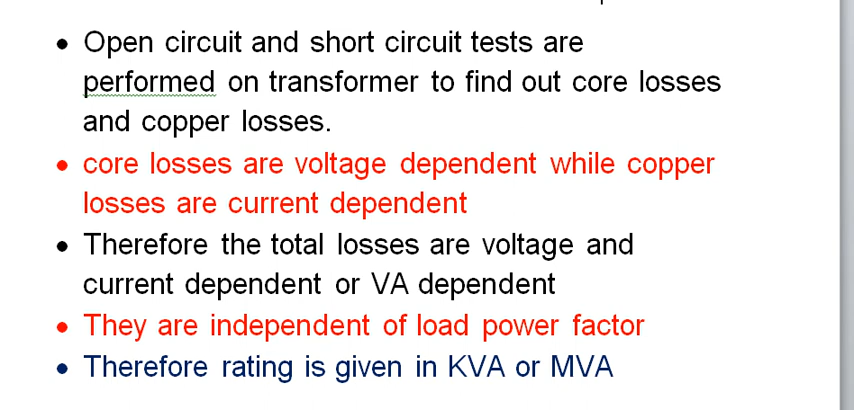 • Open circuit and short circuit tests are
performed on transformer to find out core losses
and copper losses.
• core losses are voltage dependent while copper
losses are current dependent
• Therefore the total losses are voltage and
current dependent or VA dependent
• They are independent of load power factor
• Therefore rating is given in KVA or MVA